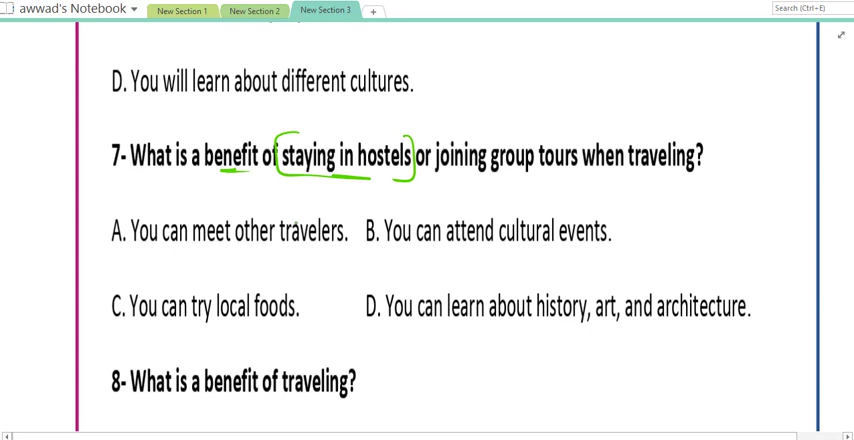 awwad's Notebook
New Section 1
New Section 2
New Section 3
Search (Ctrl+E)
D. You will learn about different cultures.
7- What is a benefit of staying in hostels or joining group tours when traveling?
A. You can meet other travelers. B. You can attend cultural events.
C. You can try local foods. D. You can learn about history, art, and architecture.
8- What is a benefit of traveling?